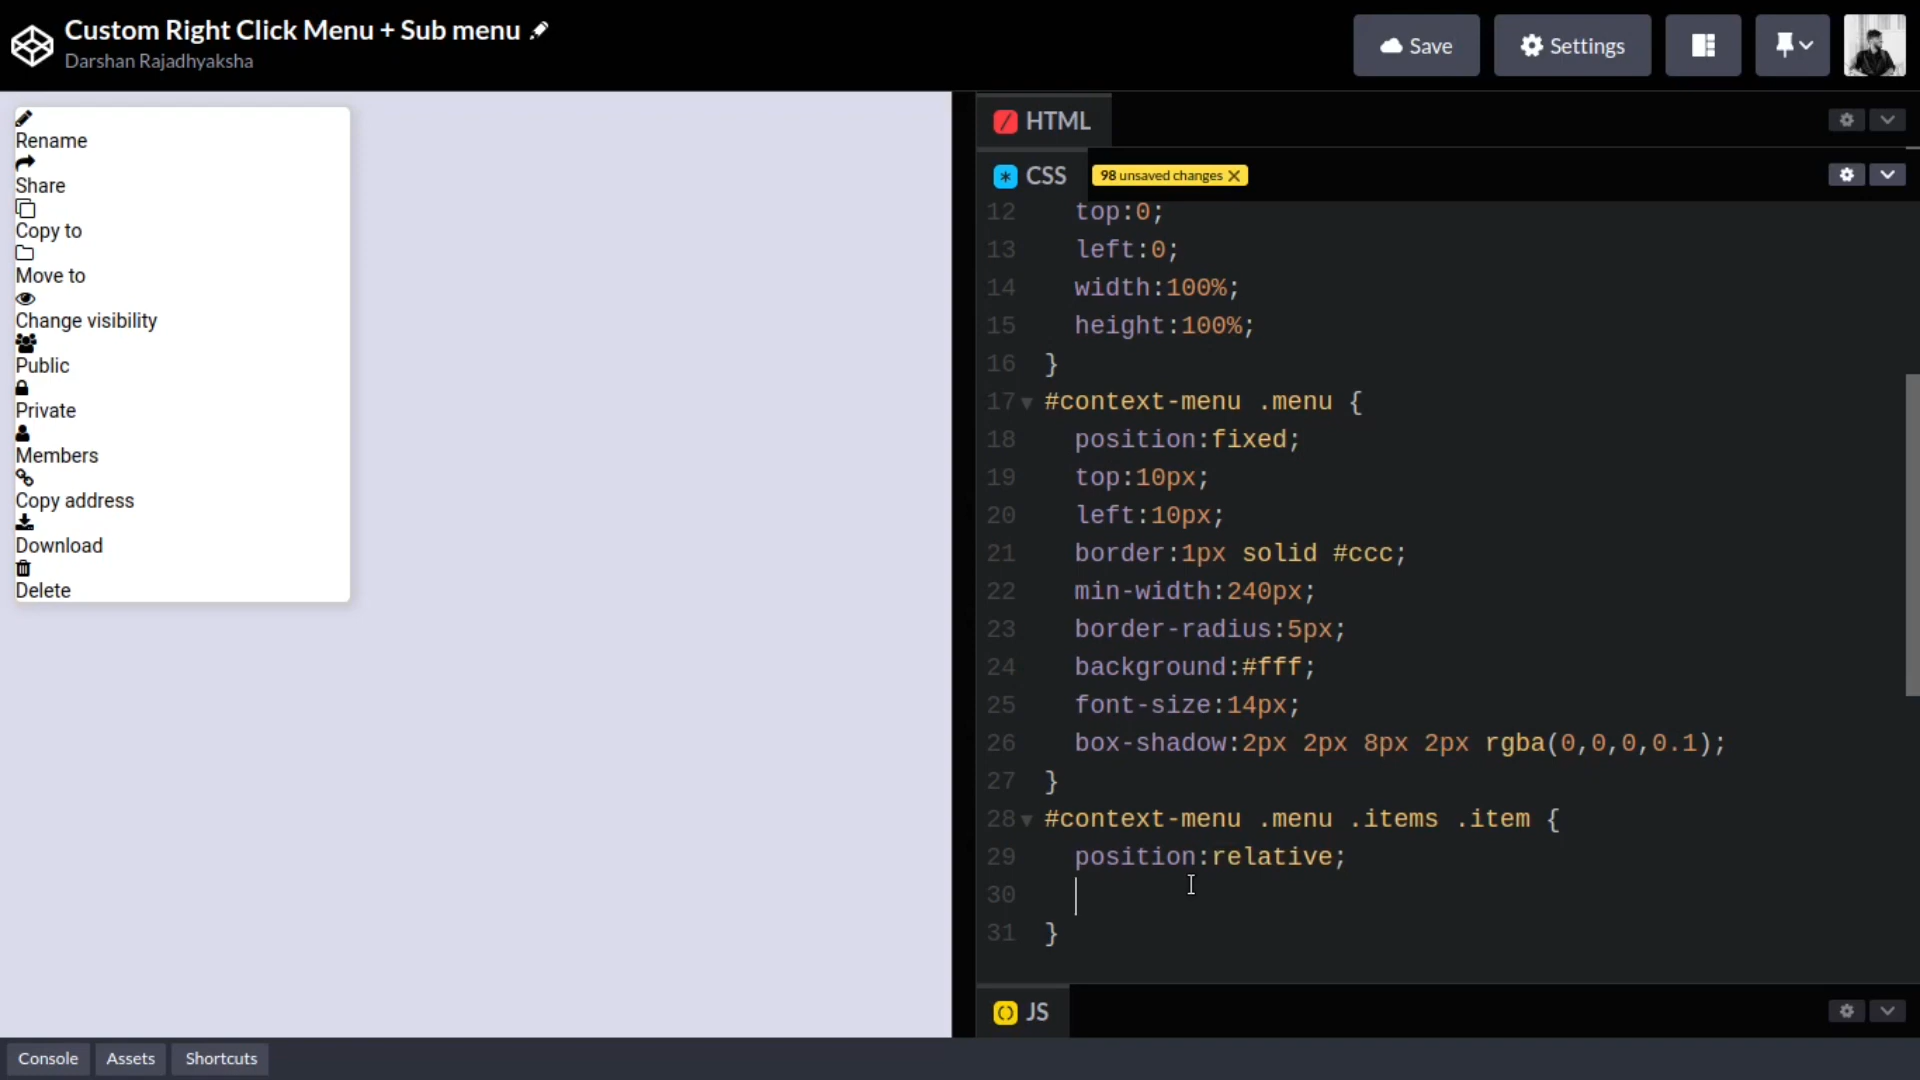 Custom Right Click Menu + Sub menu
Darshan Rajadhyaksha
Save
Settings
Rename
Share
Copy to
Move to
Change visibility
Public
Private
Members
Copy address
Download
Delete
HTML
CSS
98 unsaved changes
12 top:0;
13 left:0;
14 width:100%;
15 height:100%;
16 }
17 #context-menu .menu {
18 position:fixed;
19 top:10px;
20 left:10px;
21 border:1px solid #ccc;
22 min-width:240px;
23 border-radius:5px;
24 background:#fff;
25 font-size:14px;
26 box-shadow:2px 2px 8px 2px rgba(0,0,0,0.1);
27 }
28 #context-menu .menu .items .item {
29 position:relative;
30
31 }
JS
Console
Assets
Shortcuts